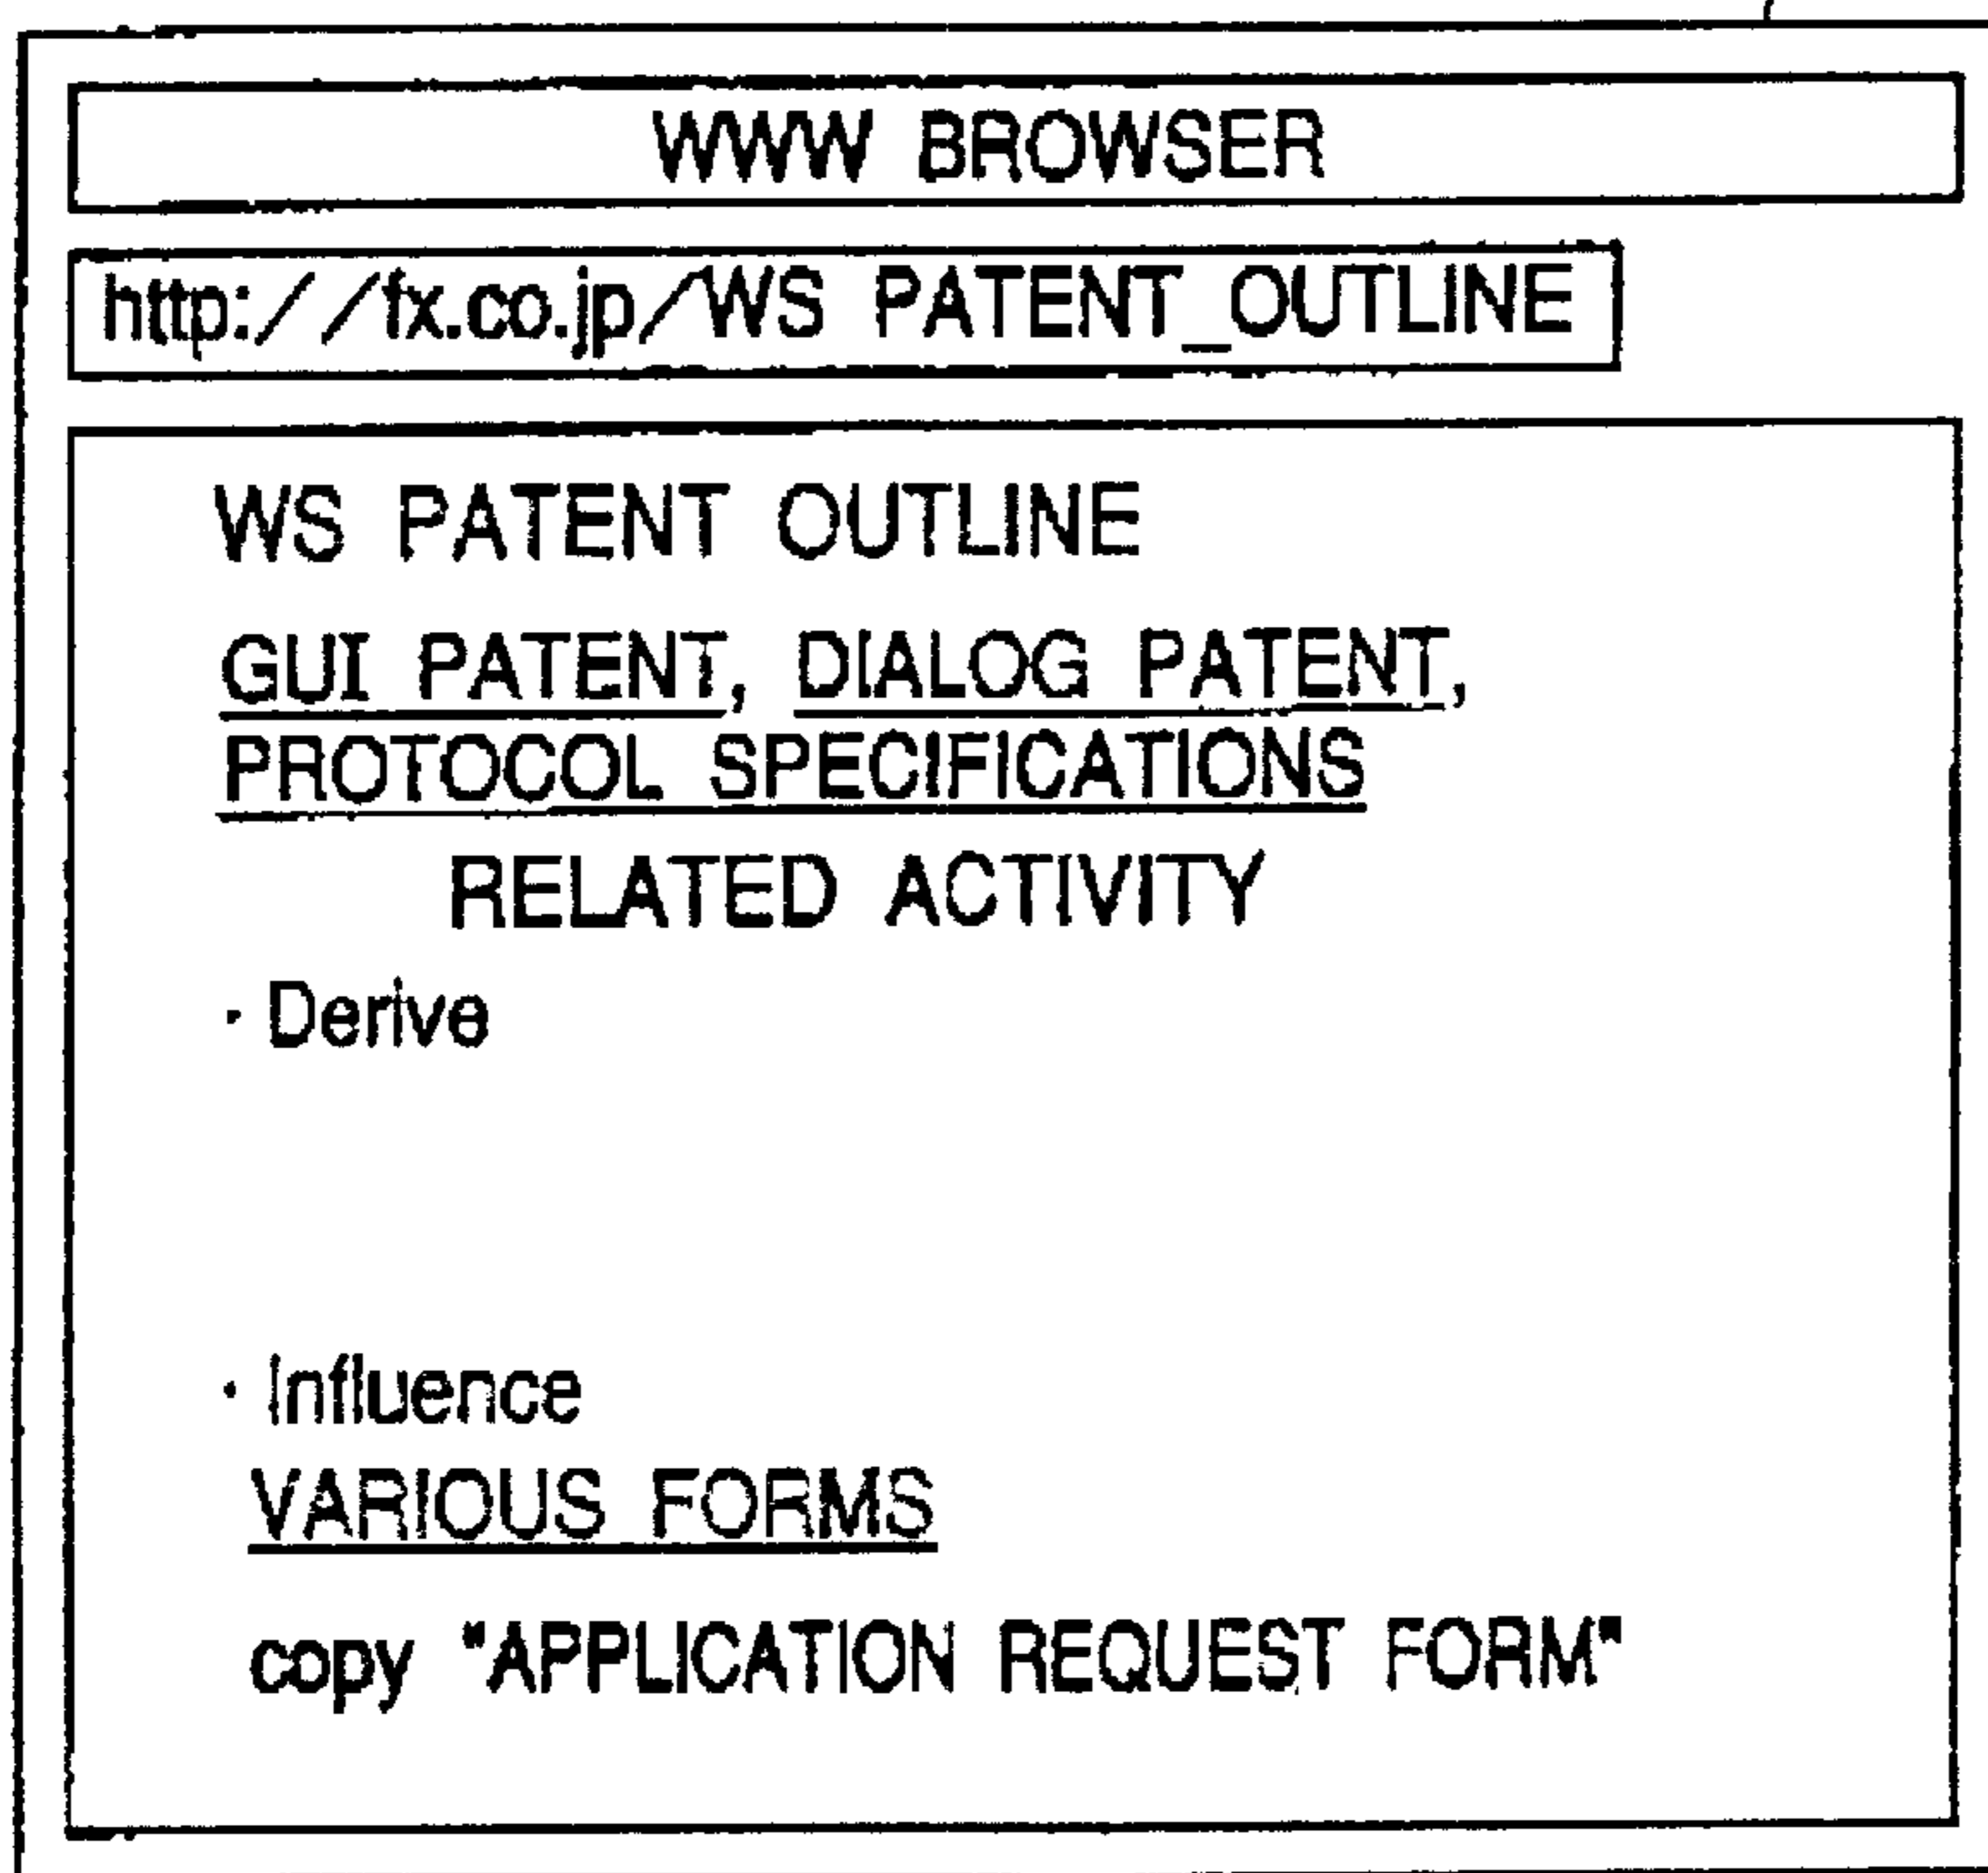 WWW BROWSER
http://fx.co.jp/WS PATENT_OUTLINE
WS PATENT OUTLINE
GUI PATENT, DIALOG PATENT,
PROTOCOL SPECIFICATIONS
RELATED ACTIVITY
· Derive
· Influence
VARIOUS FORMS
copy "APPLICATION REQUEST FORM"